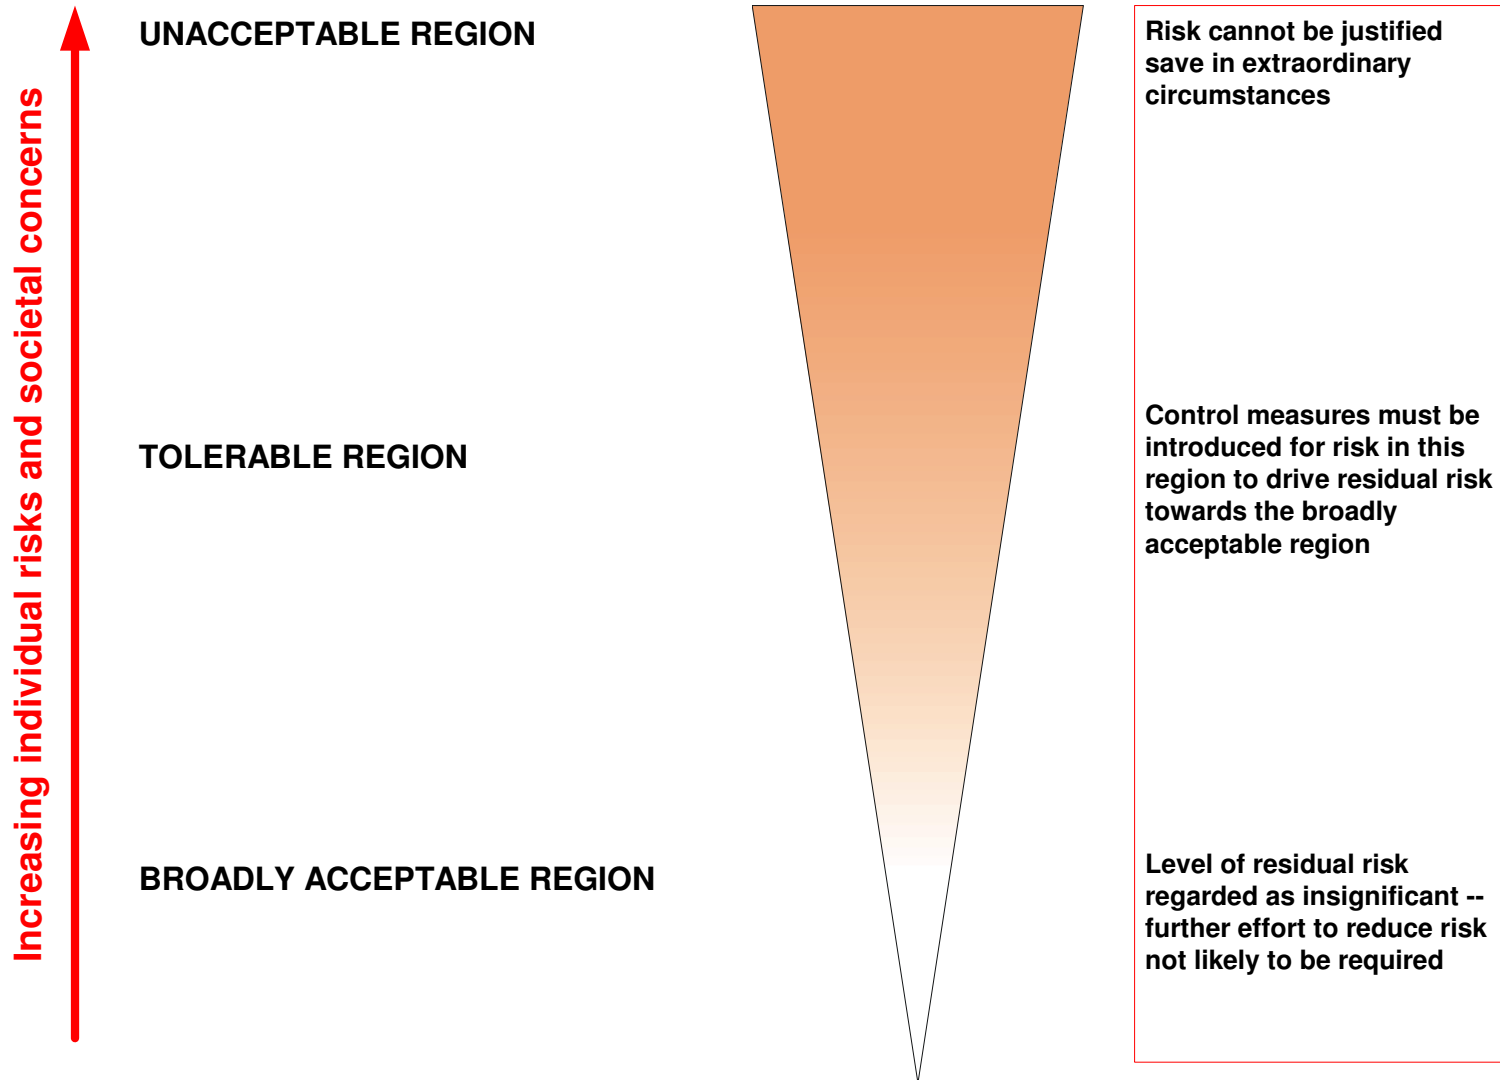 Increasing individual risks and societal concerns
UNACCEPTABLE REGION
Risk cannot be justified
save in extraordinary
circumstances
TOLERABLE REGION
Control measures must be
introduced for risk in this
region to drive residual risk
towards the broadly
acceptable region
BROADLY ACCEPTABLE REGION
Level of residual risk
regarded as insignificant --
further effort to reduce risk
not likely to be required